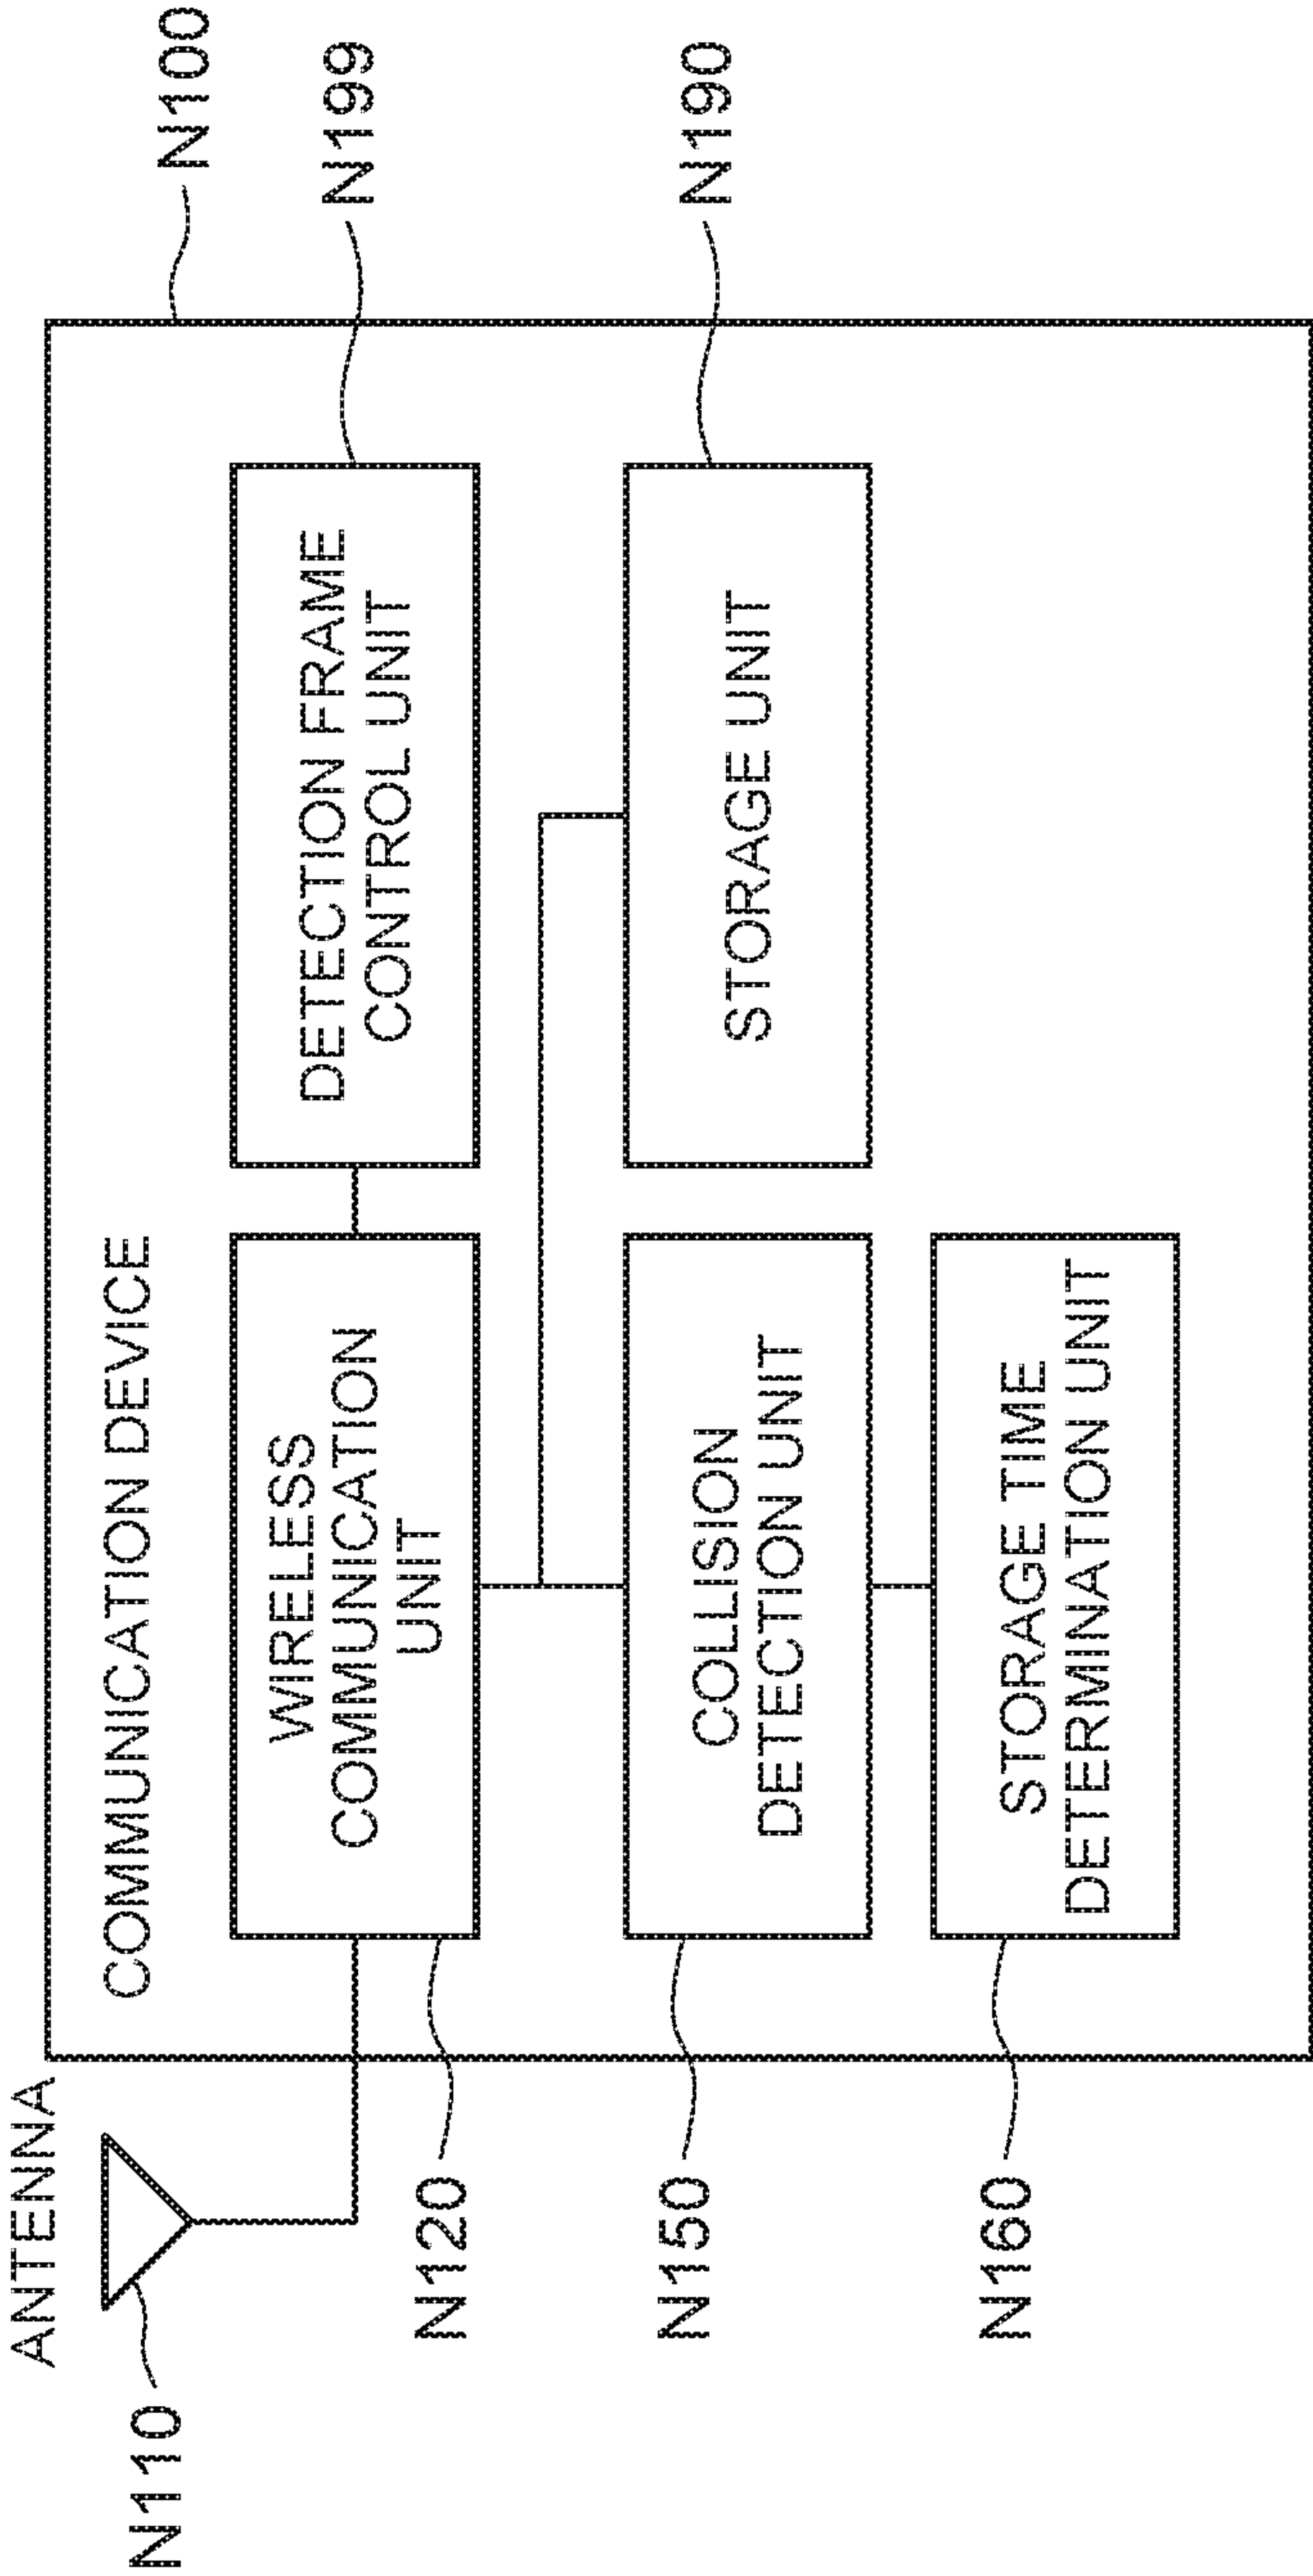 ANTENNA
N110
COMMUNICATION DEVICE
N100
WIRELESS
COMMUNICATION
UNIT
N120
DETECTION FRAME
CONTROL UNIT
N199
COLLISION
DETECTION UNIT
N150
STORAGE UNIT
N190
STORAGE TIME
DETERMINATION UNIT
N160